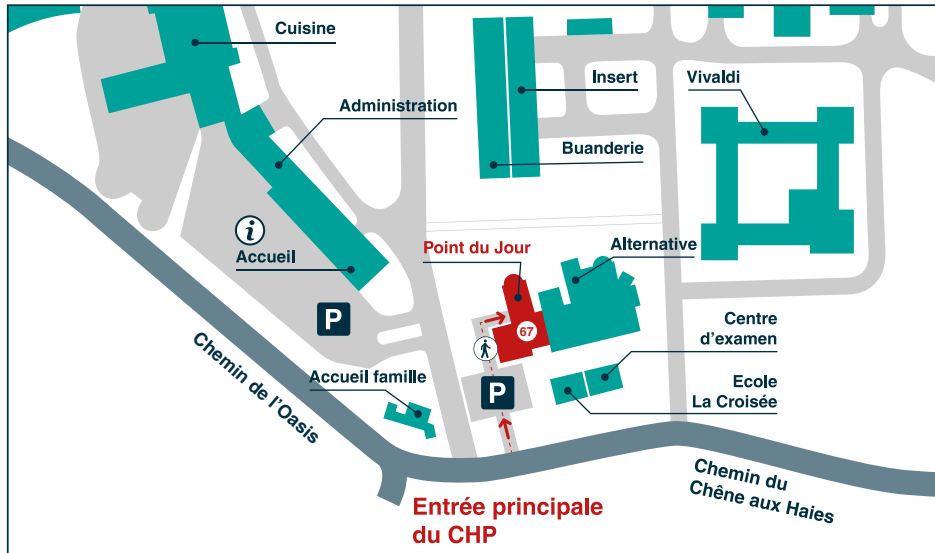 Cuisine
Administration
Insert
Vivaldi
Buanderie
i
Accueil
Point du Jour
Alternative
67
P
P
Centre
d'examen
Accueil famille
Ecole
La Croisée
Chemin de l'Oasis
Chemin du
Chêne aux Haies
Entrée principale
du CHP